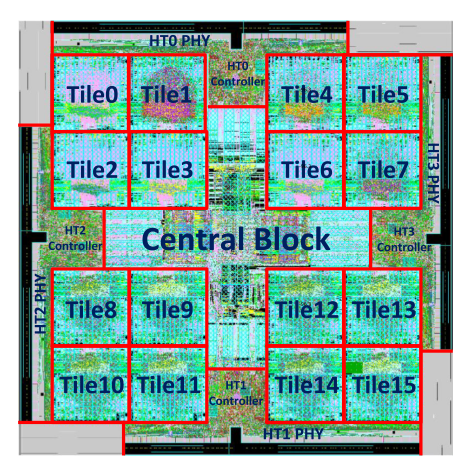 HT0 PHY
HT0
Controller
Tile0
Tile1
Tile4
Tile5
Tile2
Tile3
Tile6
Tile7
HT3 PHY
HT2
Controller
Central Block
HT3
Controller
HT2 PHY
Tile8
Tile9
Tile12
Tile13
Tile10
Tile11
HT1
Controller
Tile14
Tile15
HT1 PHY